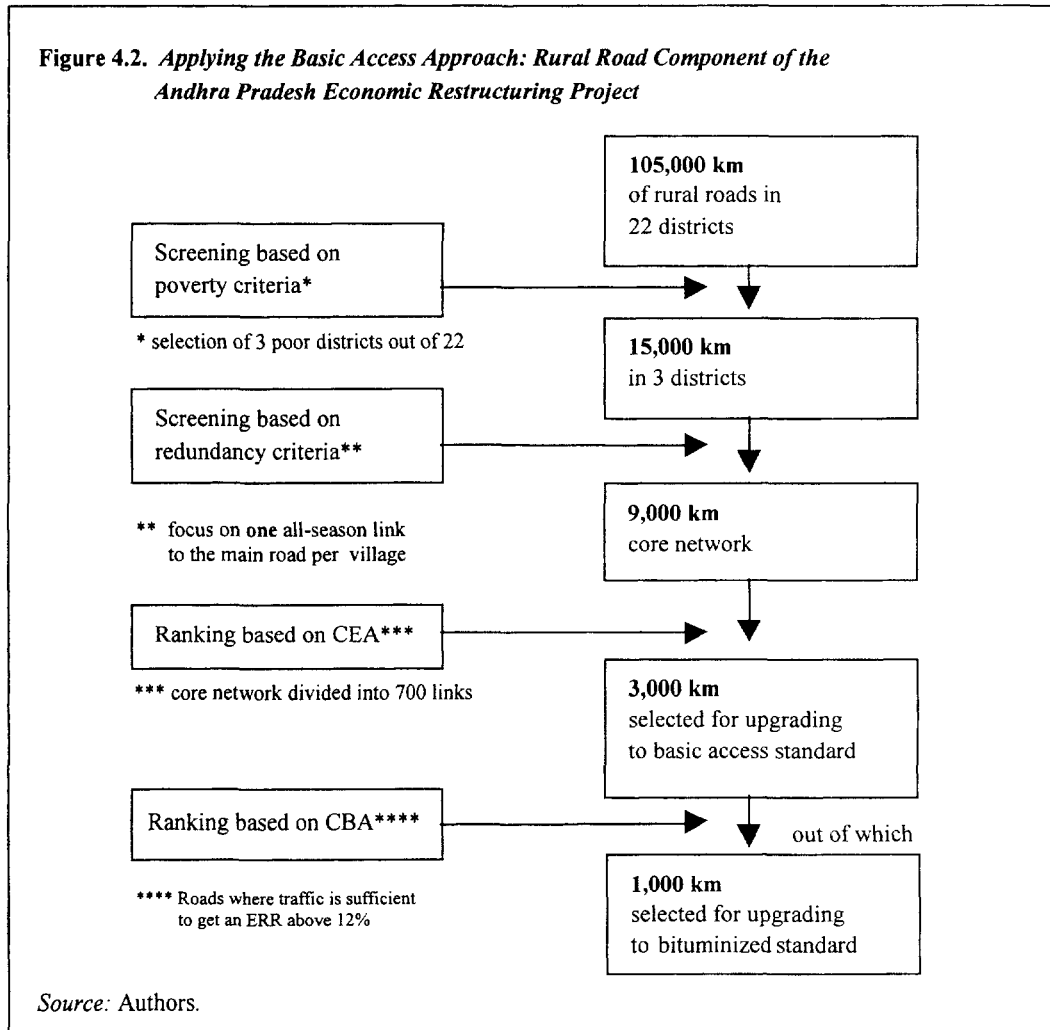 Figure 4.2. Applying the Basic Access Approach: Rural Road Component of the
Andhra Pradesh Economic Restructuring Project
105,000 km
of rural roads in
22 districts
Screening based on
poverty criteria*
* selection of 3 poor districts out of 22
15,000 km
in 3 districts
Screening based on
redundancy criteria**
** focus on one all-season link
to the main road per village
9,000 km
core network
Ranking based on CEA***
*** core network divided into 700 links
3,000 km
selected for upgrading
to basic access standard
Ranking based on CBA****
out of which
**** Roads where traffic is sufficient
to get an ERR above 12%
1,000 km
selected for upgrading
to bituminized standard
Source: Authors.